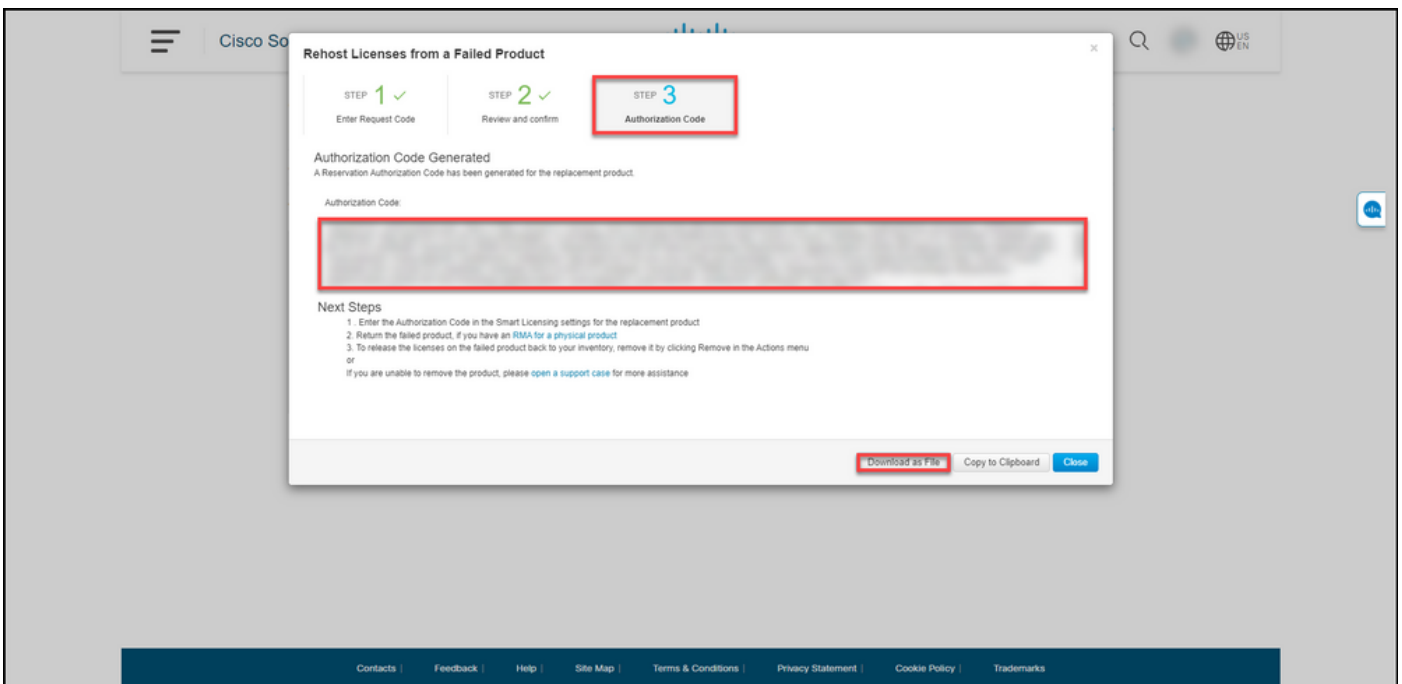 Cisco So
US
EN
Rehost Licenses from a Failed Product
×
STEP 1 ✓
STEP 2 ✓
STEP 3
Enter Request Code
Review and confirm
Authorization Code
Authorization Code Generated
A Reservation Authorization Code has been generated for the replacement product.
Authorization Code:
Next Steps
1 . Enter the Authorization Code in the Smart Licensing settings for the replacement product
2. Return the failed product, if you have an RMA for a physical product
3. To release the licenses on the failed product back to your inventory, remove it by clicking Remove in the Actions menu
or
If you are unable to remove the product, please open a support case for more assistance
Download as File
Copy to Clipboard
Close
Contacts | Feedback | Help | Site Map | Terms & Conditions | Privacy Statement | Cookie Policy | Trademarks